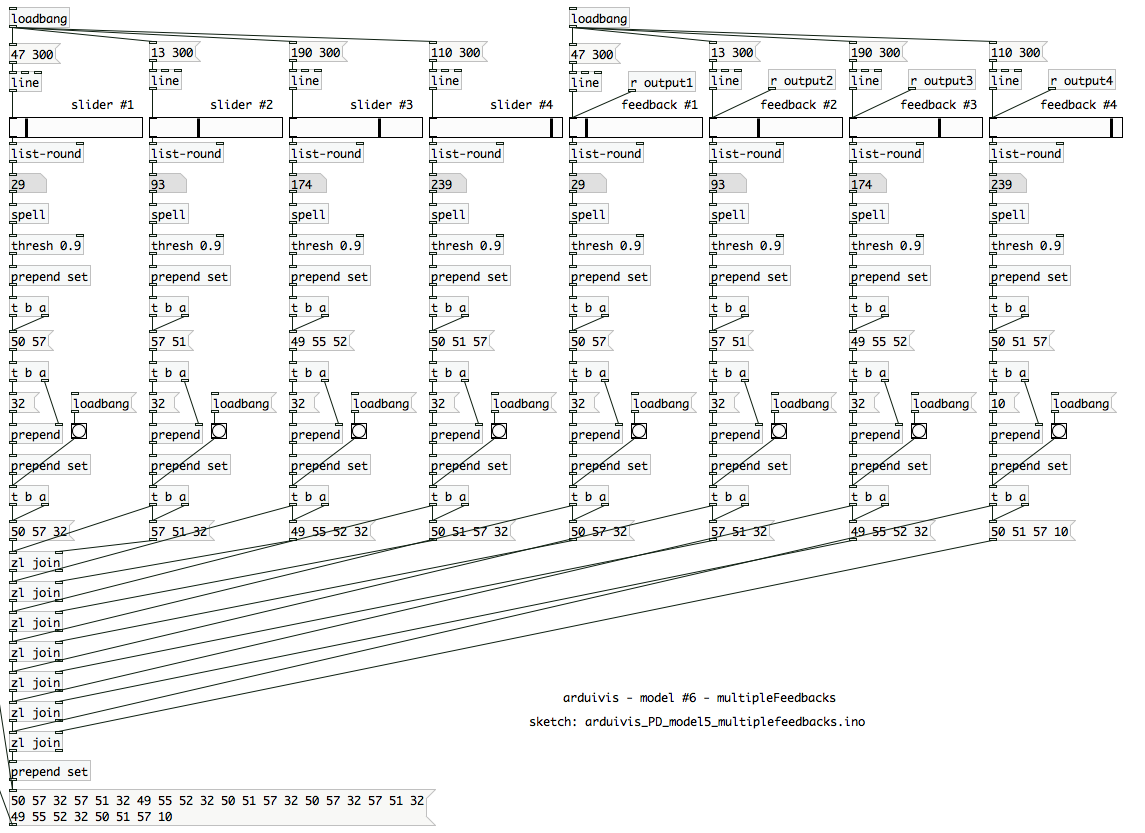 loadbang loadbang
47 300 13 300 190 300 110 300 47 300 13 300 190 300 110 300
line line line line line r output1 line r output2 line r output3 line r output4
slider #1 slider #2 slider #3 slider #4 feedback #1 feedback #2 feedback #3 feedback #4
list-round list-round list-round list-round list-round list-round list-round list-round
29 93 174 239 29 93 174 239
spell spell spell spell spell spell spell spell
thresh 0.9 thresh 0.9 thresh 0.9 thresh 0.9 thresh 0.9 thresh 0.9 thresh 0.9 thresh 0.9
prepend set prepend set prepend set prepend set prepend set prepend set prepend set prepend set
t b a t b a t b a t b a t b a t b a t b a t b a
50 57 57 51 49 55 52 50 51 57 50 57 57 51 49 55 52 50 51 57
t b a t b a t b a t b a t b a t b a t b a t b a
32 loadbang 32 loadbang 32 loadbang 32 loadbang 32 loadbang 32 loadbang 32 loadbang 10 loadbang
prepend prepend prepend prepend prepend prepend prepend prepend
prepend set prepend set prepend set prepend set prepend set prepend set prepend set prepend set
t b a t b a t b a t b a t b a t b a t b a t b a
50 57 32 57 51 32 49 55 52 32 50 51 57 32 50 57 32 57 51 32 49 55 52 32 50 51 57 10
zl join
zl join
zl join
zl join
zl join
zl join
zl join
arduivis - model #6 - multipleFeedbacks
sketch: arduivis_PD_model5_multiplefeedbacks.ino
prepend set
50 57 32 57 51 32 49 55 52 32 50 51 57 32 50 57 32 57 51 32
49 55 52 32 50 51 57 10